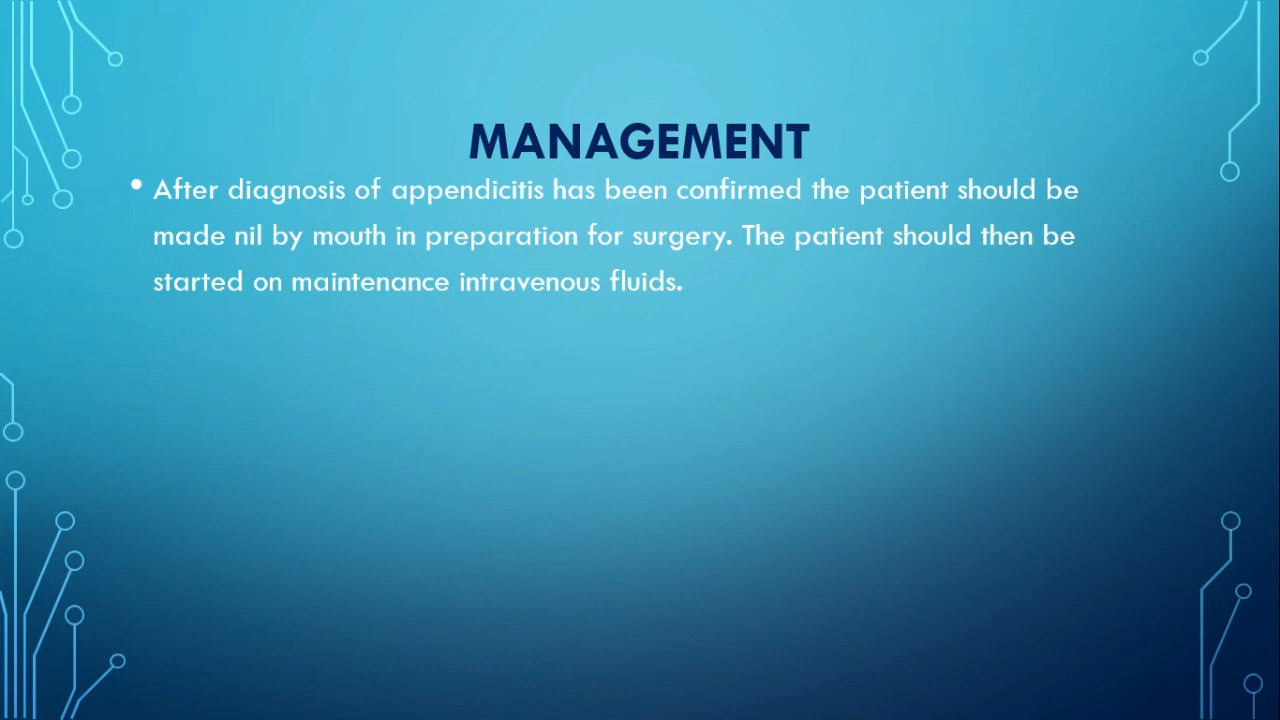 MANAGEMENT
• After diagnosis of appendicitis has been confirmed the patient should be
made nil by mouth in preparation for surgery. The patient should then be
started on maintenance intravenous fluids.